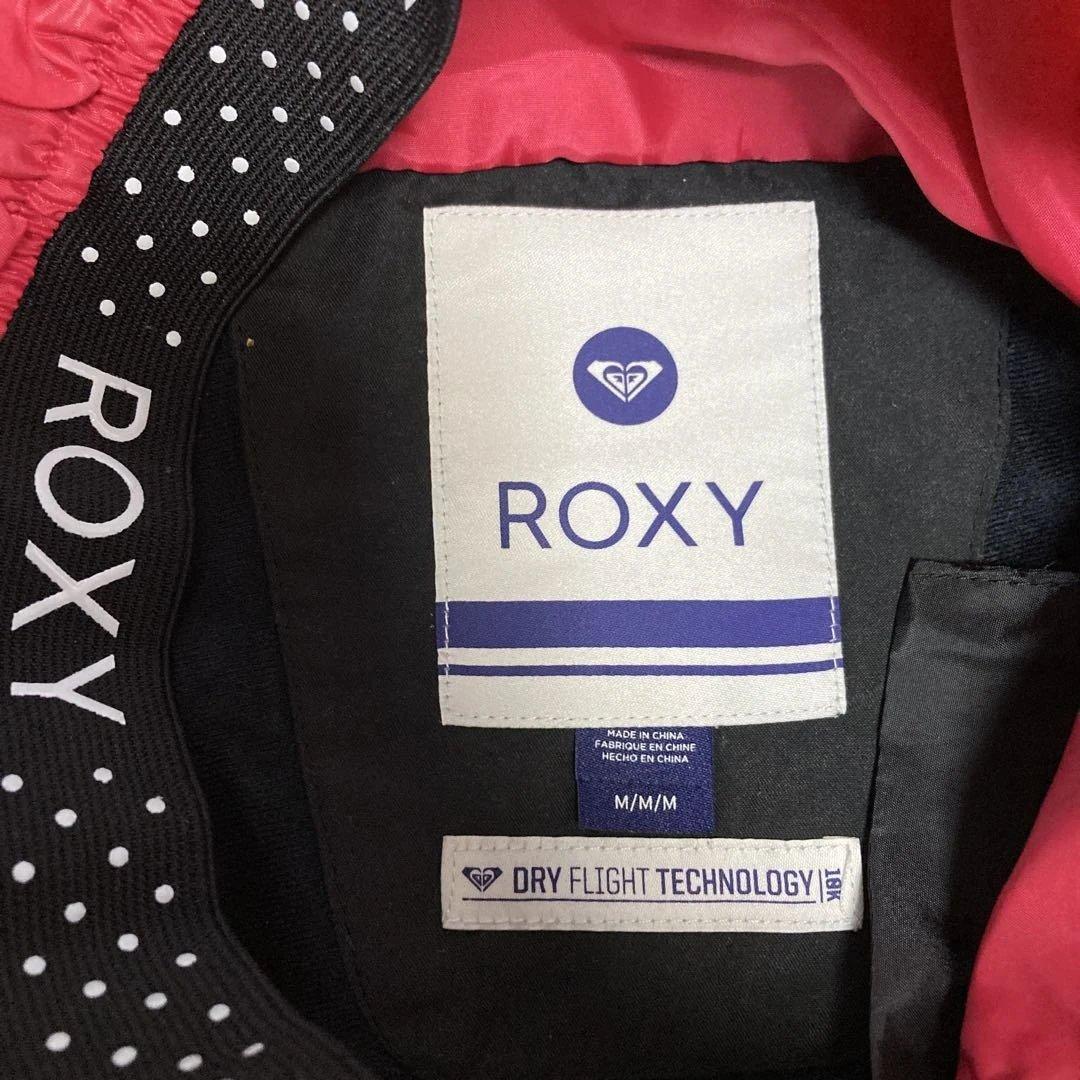 ROXY
ROXY
MADE IN CHINA
FABRIQUE EN CHINE
HECHO EN CHINA
M/M/M
DRY FLIGHT TECHNOLOGY 10K